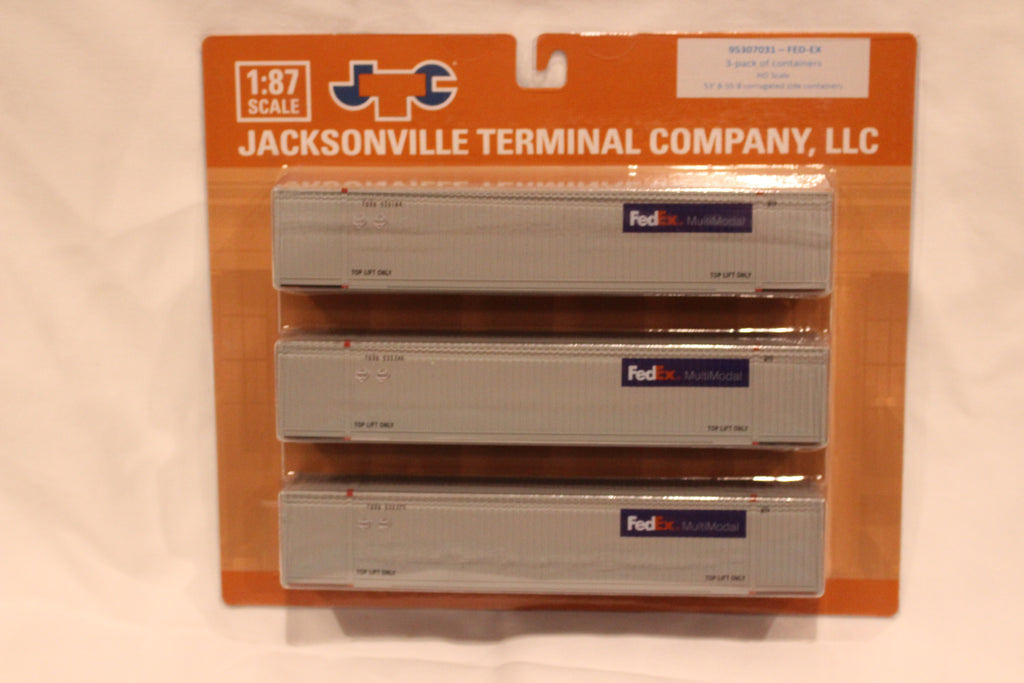 1:87
SCALE
JTC
JACKSONVILLE TERMINAL COMPANY, LLC
95307031 – FED-EX
3-pack of containers
HO Scale
FedEx MultiModal
TOP LIFT ONLY
TOP LIFT ONLY
FedEx MultiModal
TOP LIFT ONLY
TOP LIFT ONLY
FedEx MultiModal
TOP LIFT ONLY
TOP LIFT ONLY